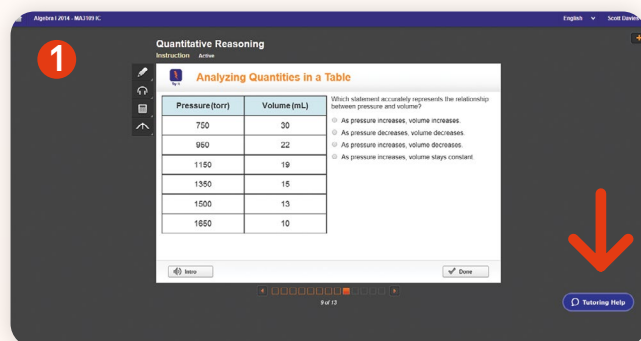 Algebra I 2014 - MA3109 IC
English
Scott Davies
1
Quantitative Reasoning
Instruction Active
Analyzing Quantities in a Table
Pressure (torr) Volume (mL)
750 30
960 22
1150 19
1350 15
1500 13
1650 10
Which statement accurately represents the relationship
between pressure and volume?
As pressure increases, volume increases.
As pressure decreases, volume decreases.
As pressure increases, volume decreases.
As pressure increases, volume stays constant.
Intro
Done
9 of 13
Tutoring Help